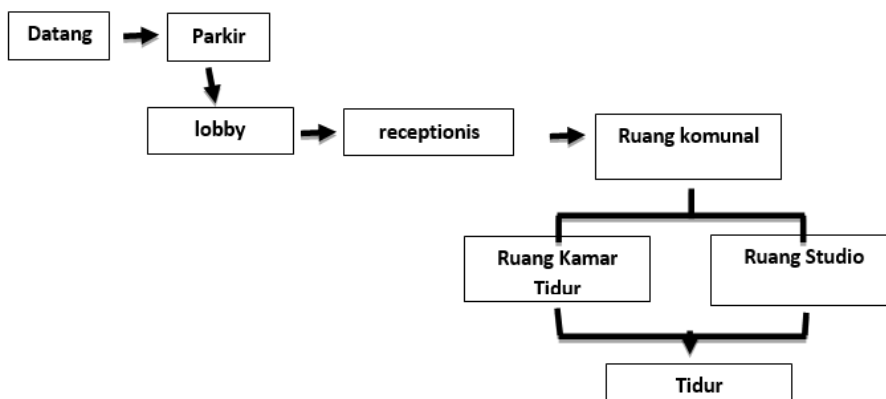 Datang
Parkir
lobby
receptionis
Ruang komunal
Ruang Kamar
Tidur
Ruang Studio
Tidur